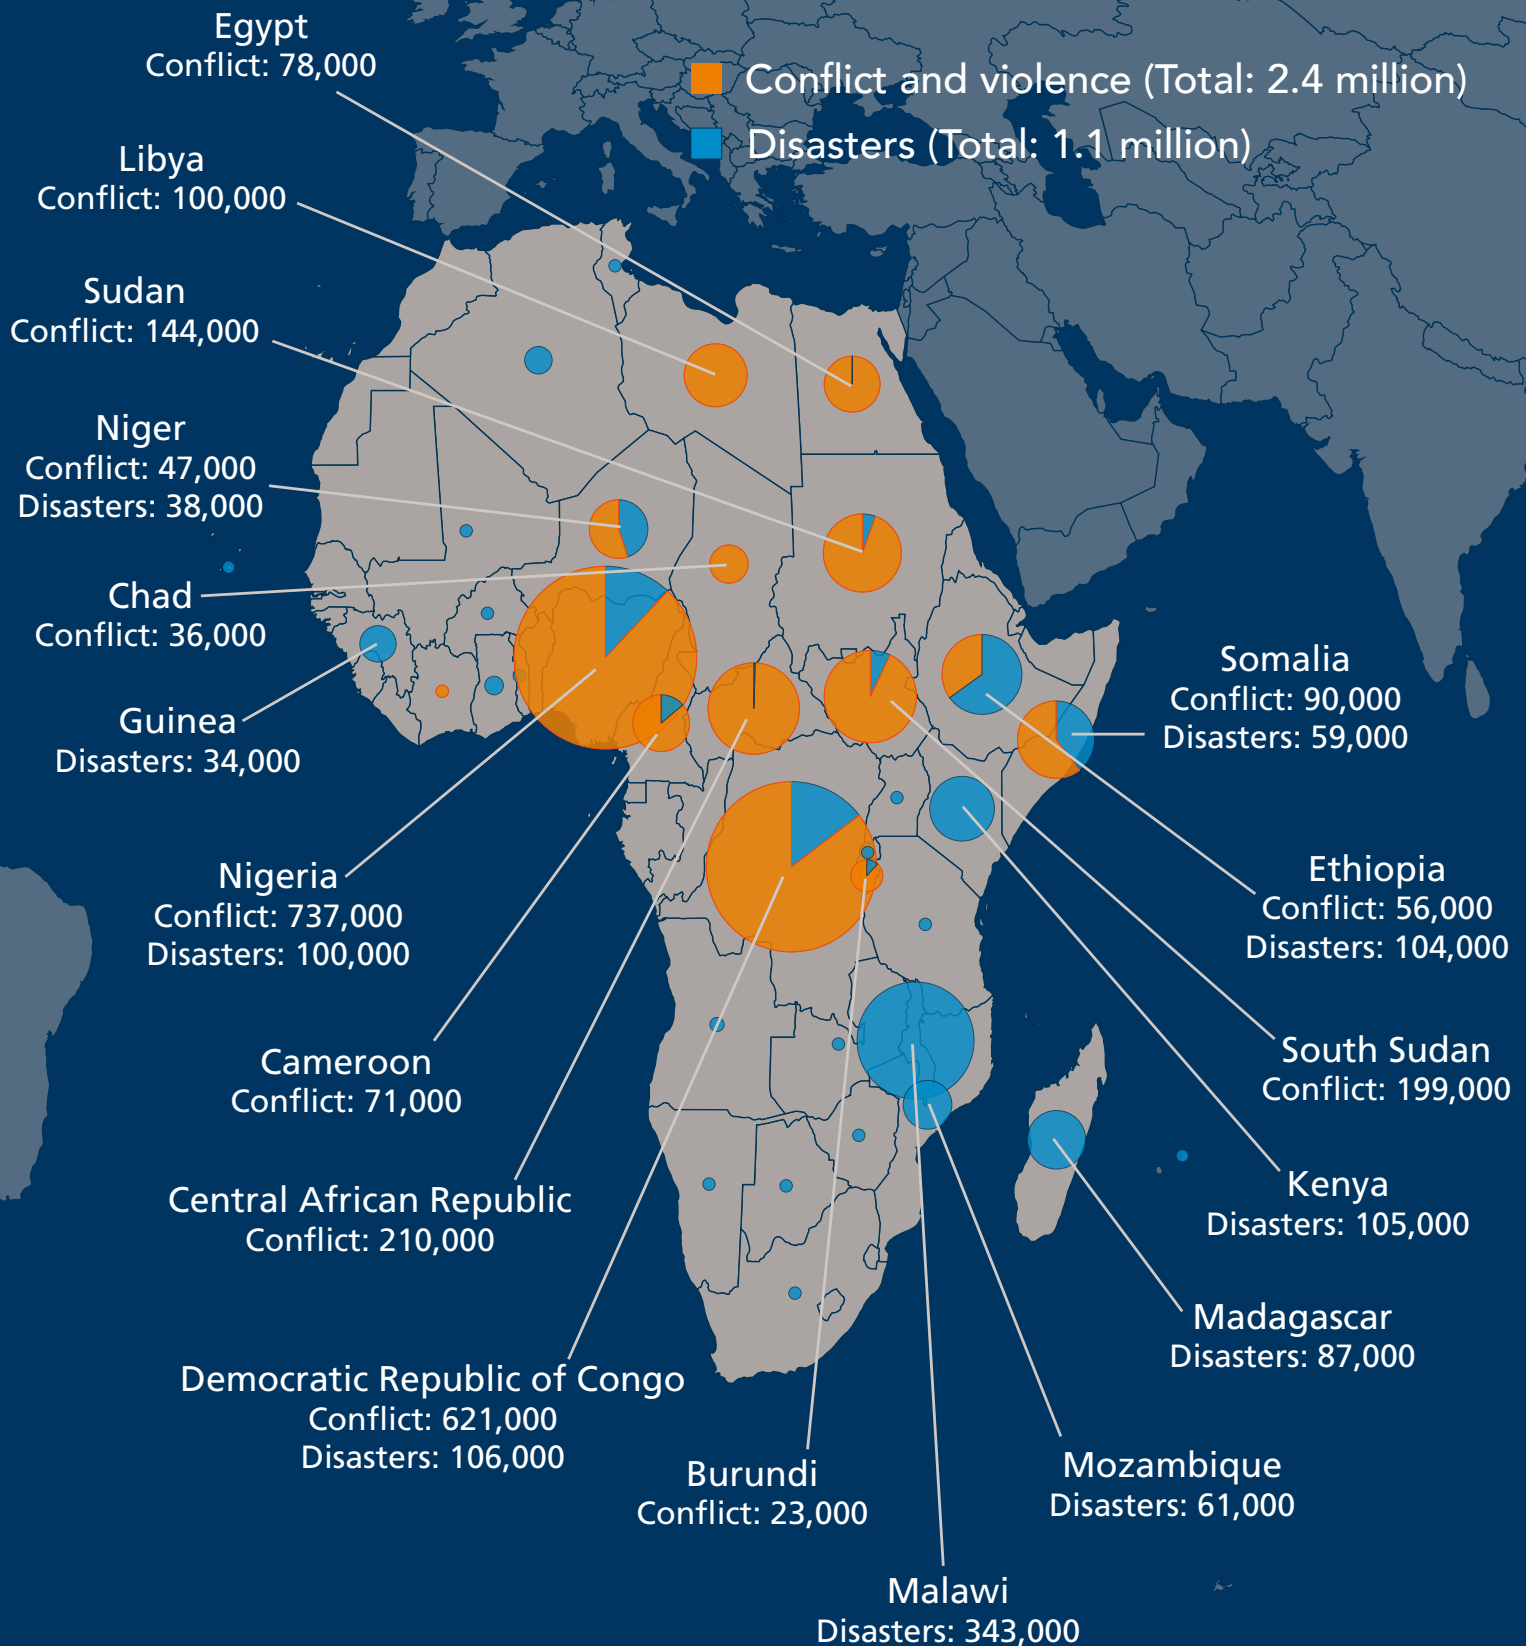 Egypt
Conflict: 78,000
Conflict and violence (Total: 2.4 million)
Disasters (Total: 1.1 million)
Libya
Conflict: 100,000
Sudan
Conflict: 144,000
Niger
Conflict: 47,000
Disasters: 38,000
Chad
Conflict: 36,000
Guinea
Disasters: 34,000
Nigeria
Conflict: 737,000
Disasters: 100,000
Cameroon
Conflict: 71,000
Central African Republic
Conflict: 210,000
Democratic Republic of Congo
Conflict: 621,000
Disasters: 106,000
Burundi
Conflict: 23,000
Malawi
Disasters: 343,000
Mozambique
Disasters: 61,000
Madagascar
Disasters: 87,000
Kenya
Disasters: 105,000
South Sudan
Conflict: 199,000
Ethiopia
Conflict: 56,000
Disasters: 104,000
Somalia
Conflict: 90,000
Disasters: 59,000